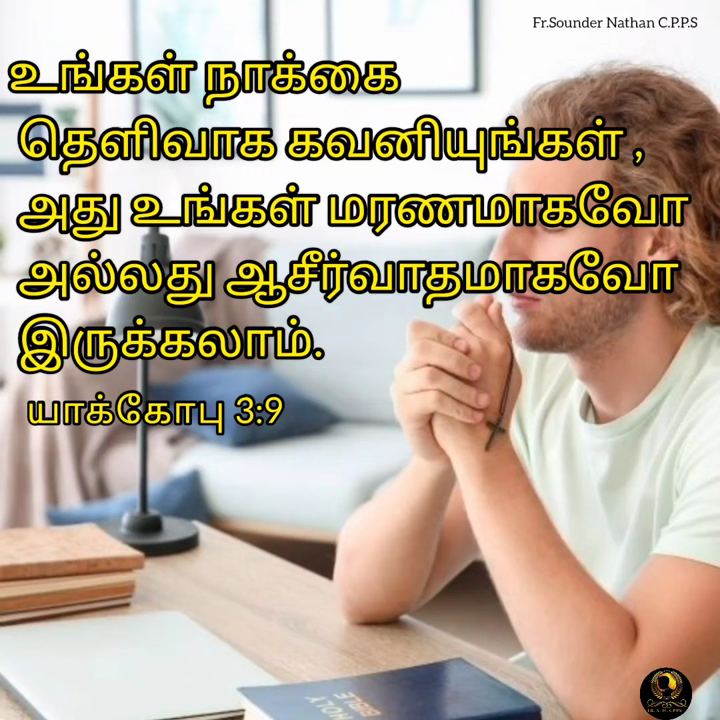 Fr.Sounder Nathan C.P.P.S
உங்கள் நாக்கை
தெளிவாக கவனியுங்கள் ,
அது உங்கள் மரணமாகவோ
அல்லது ஆசீர்வாதமாகவோ
இருக்கலாம்.
யாக்கோபு 3:9
HOLY
BIBLE